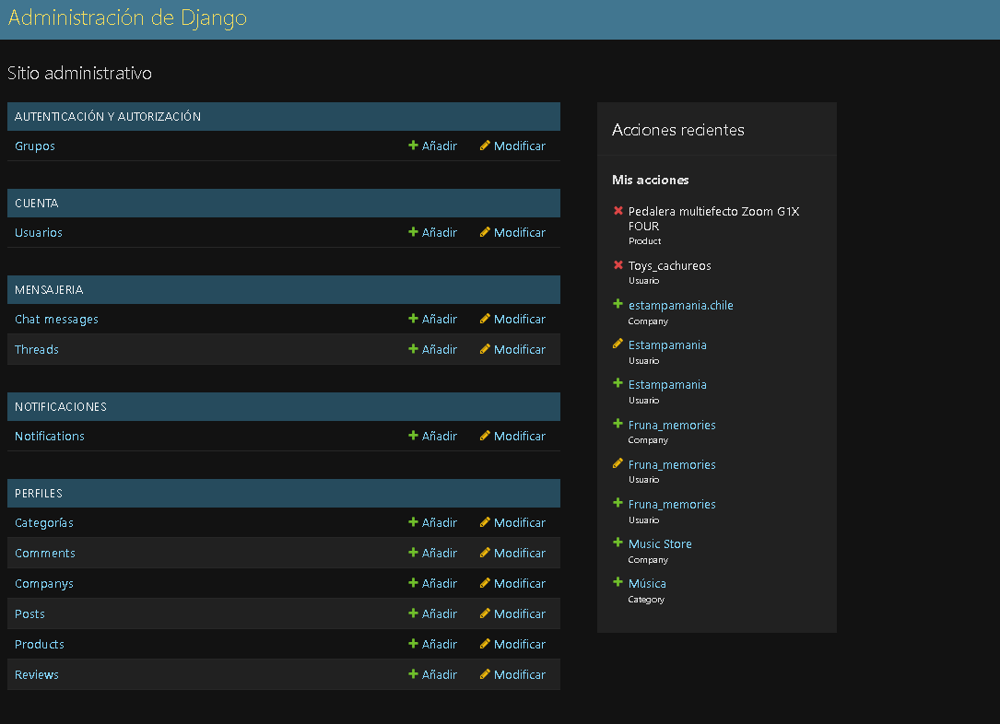 Administración de Django
Sitio administrativo
AUTENTICACIÓN Y AUTORIZACIÓN
Grupos Añadir Modificar
CUENTA
Usuarios Añadir Modificar
MENSAJERIA
Chat messages Añadir Modificar
Threads Añadir Modificar
NOTIFICACIONES
Notifications Añadir Modificar
PERFILES
Categorías Añadir Modificar
Comments Añadir Modificar
Companys Añadir Modificar
Posts Añadir Modificar
Products Añadir Modificar
Reviews Añadir Modificar
Acciones recientes
Mis acciones
Pedalera multiefecto Zoom G1X
FOUR
Product
Toys_cachureos
Usuario
estampamania.chile
Company
Estampamania
Usuario
Estampamania
Usuario
Fruna_memories
Company
Fruna_memories
Usuario
Fruna_memories
Usuario
Music Store
Company
Música
Category